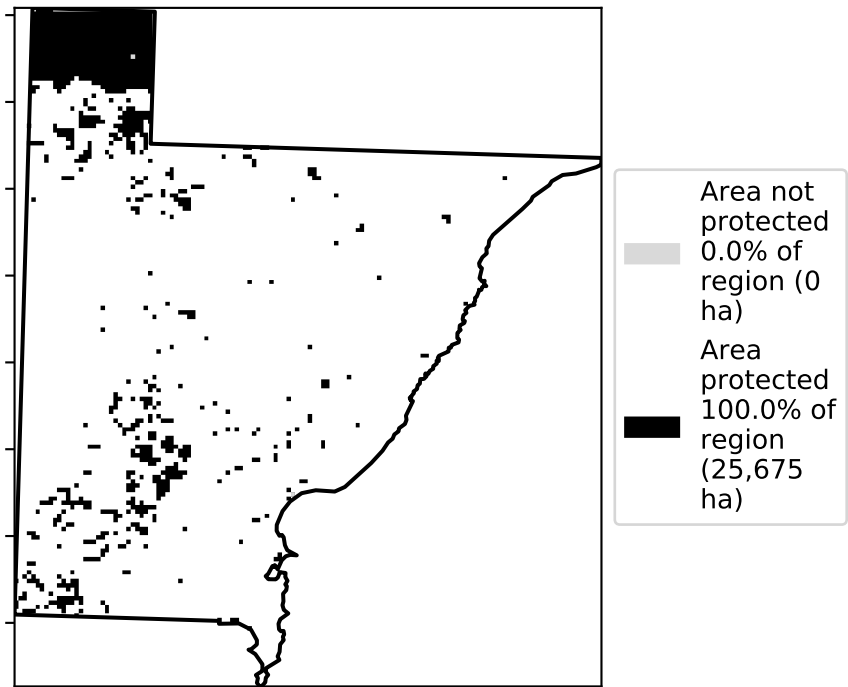 Area not
protected
0.0% of
region (0
ha)
Area
protected
100.0% of
region
(25,675
ha)